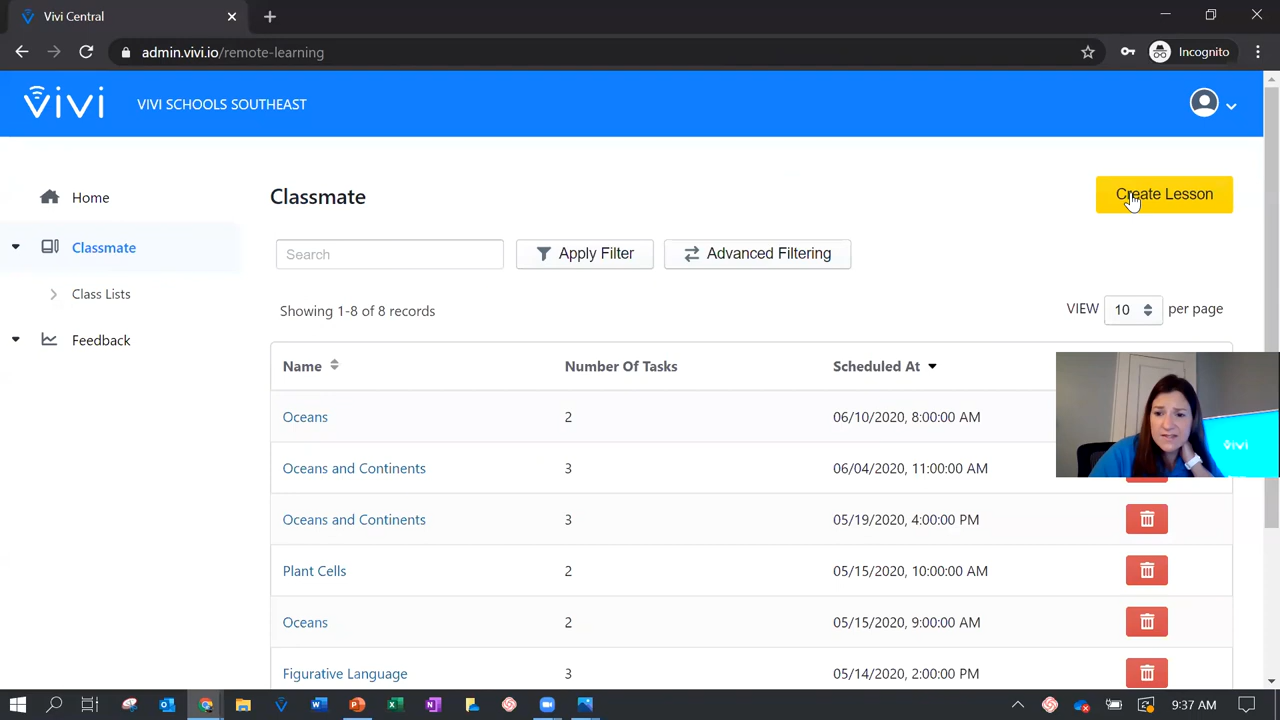 Vivi Central
admin.vivi.io/remote-learning
Incognito
vivi
VIVI SCHOOLS SOUTHEAST
Home
Classmate
Class Lists
Feedback
Classmate
Create Lesson
Search
Apply Filter
Advanced Filtering
Showing 1-8 of 8 records
VIEW 10 per page
Name Number Of Tasks Scheduled At
Oceans 2 06/10/2020, 8:00:00 AM
Oceans and Continents 3 06/04/2020, 11:00:00 AM
Oceans and Continents 3 05/19/2020, 4:00:00 PM
Plant Cells 2 05/15/2020, 10:00:00 AM
Oceans 2 05/15/2020, 9:00:00 AM
Figurative Language 3 05/14/2020, 2:00:00 PM
vivi
9:37 AM